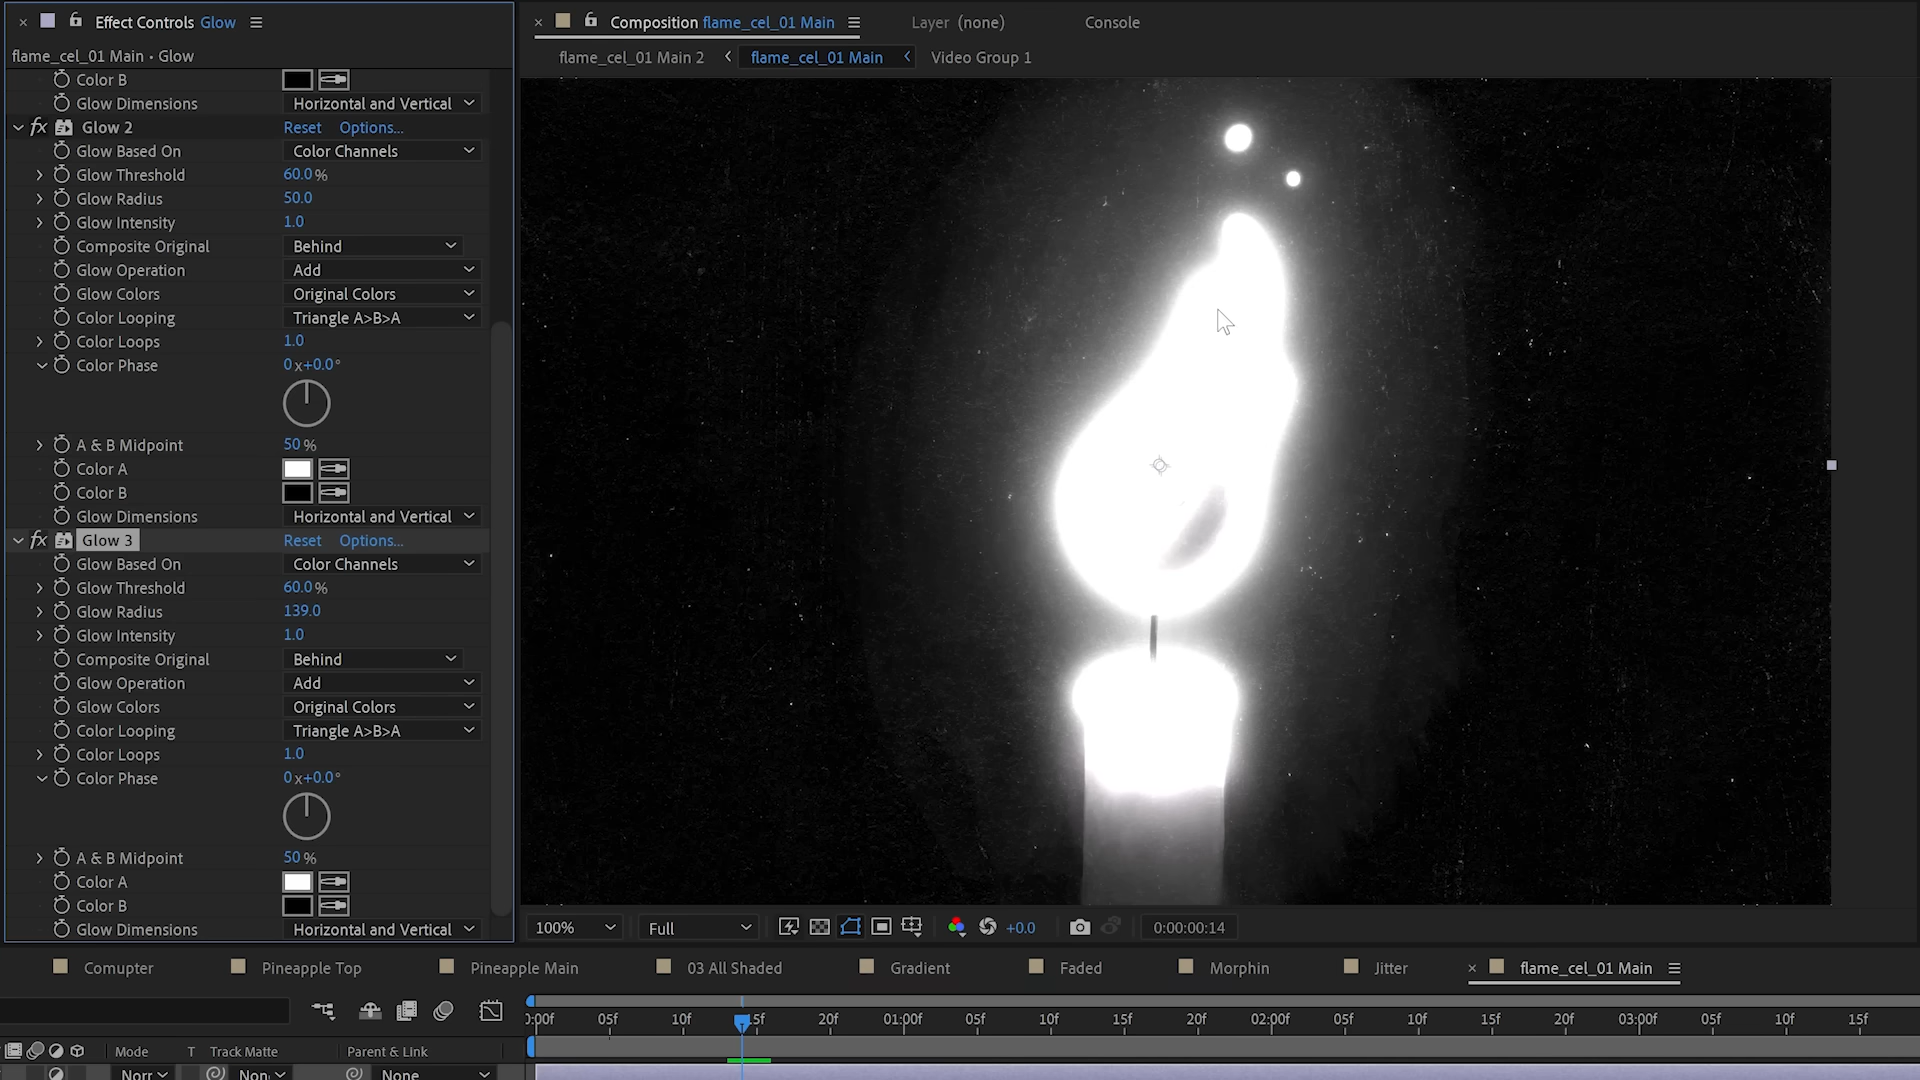 Effect Controls Glow
flame_cel_01 Main • Glow
Color B
Glow Dimensions Horizontal and Vertical
fx Glow 2 Reset Options...
Glow Based On Color Channels
Glow Threshold 60.0 %
Glow Radius 50.0
Glow Intensity 1.0
Composite Original Behind
Glow Operation Add
Glow Colors Original Colors
Color Looping Triangle A>B>A
Color Loops 1.0
Color Phase 0 x+0.0°
A & B Midpoint 50 %
Color A
Color B
Glow Dimensions Horizontal and Vertical
fx Glow 3 Reset Options...
Glow Based On Color Channels
Glow Threshold 60.0 %
Glow Radius 139.0
Glow Intensity 1.0
Composite Original Behind
Glow Operation Add
Glow Colors Original Colors
Color Looping Triangle A>B>A
Color Loops 1.0
Color Phase 0 x+0.0°
A & B Midpoint 50 %
Color A
Color B
Glow Dimensions Horizontal and Vertical
Composition flame_cel_01 Main Layer (none) Console
flame_cel_01 Main 2 flame_cel_01 Main Video Group 1
100% Full +0.0 0:00:00:14
Comupter Pineapple Top Pineapple Main 03 All Shaded Gradient Faded Morphin Jitter flame_cel_01 Main
0:00f 05f 10f 15f 20f 01:00f 05f 10f 15f 20f 02:00f 05f 10f 15f 20f 03:00f 05f 10f 15f
Mode T Track Matte Parent & Link
Norr Non None